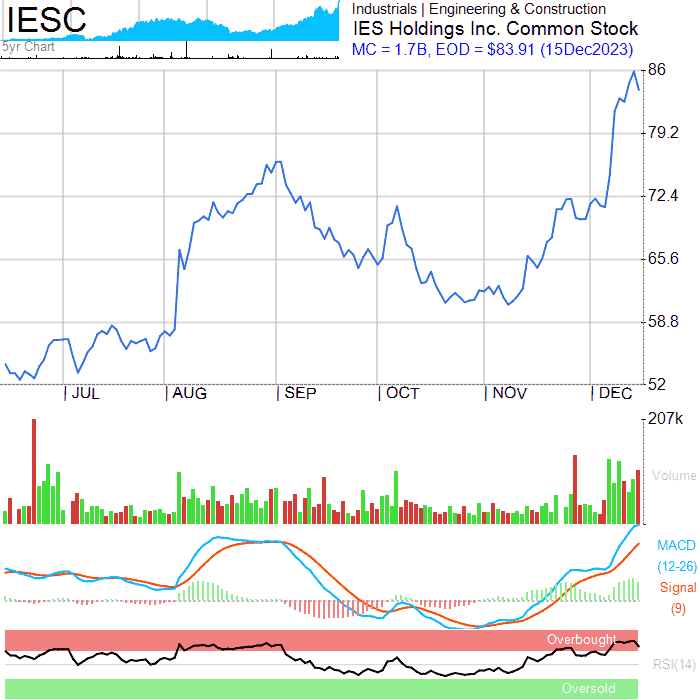 IESC
5yr Chart
Industrials | Engineering & Construction
IES Holdings Inc. Common Stock
MC = 1.7B, EOD = $83.91 (15Dec2023)
86
79.2
72.4
65.6
58.8
52
JUL AUG SEP OCT NOV DEC
207k
Volume
MACD
(12-26)
Signal
(9)
Overbought
RSI(14)
Oversold